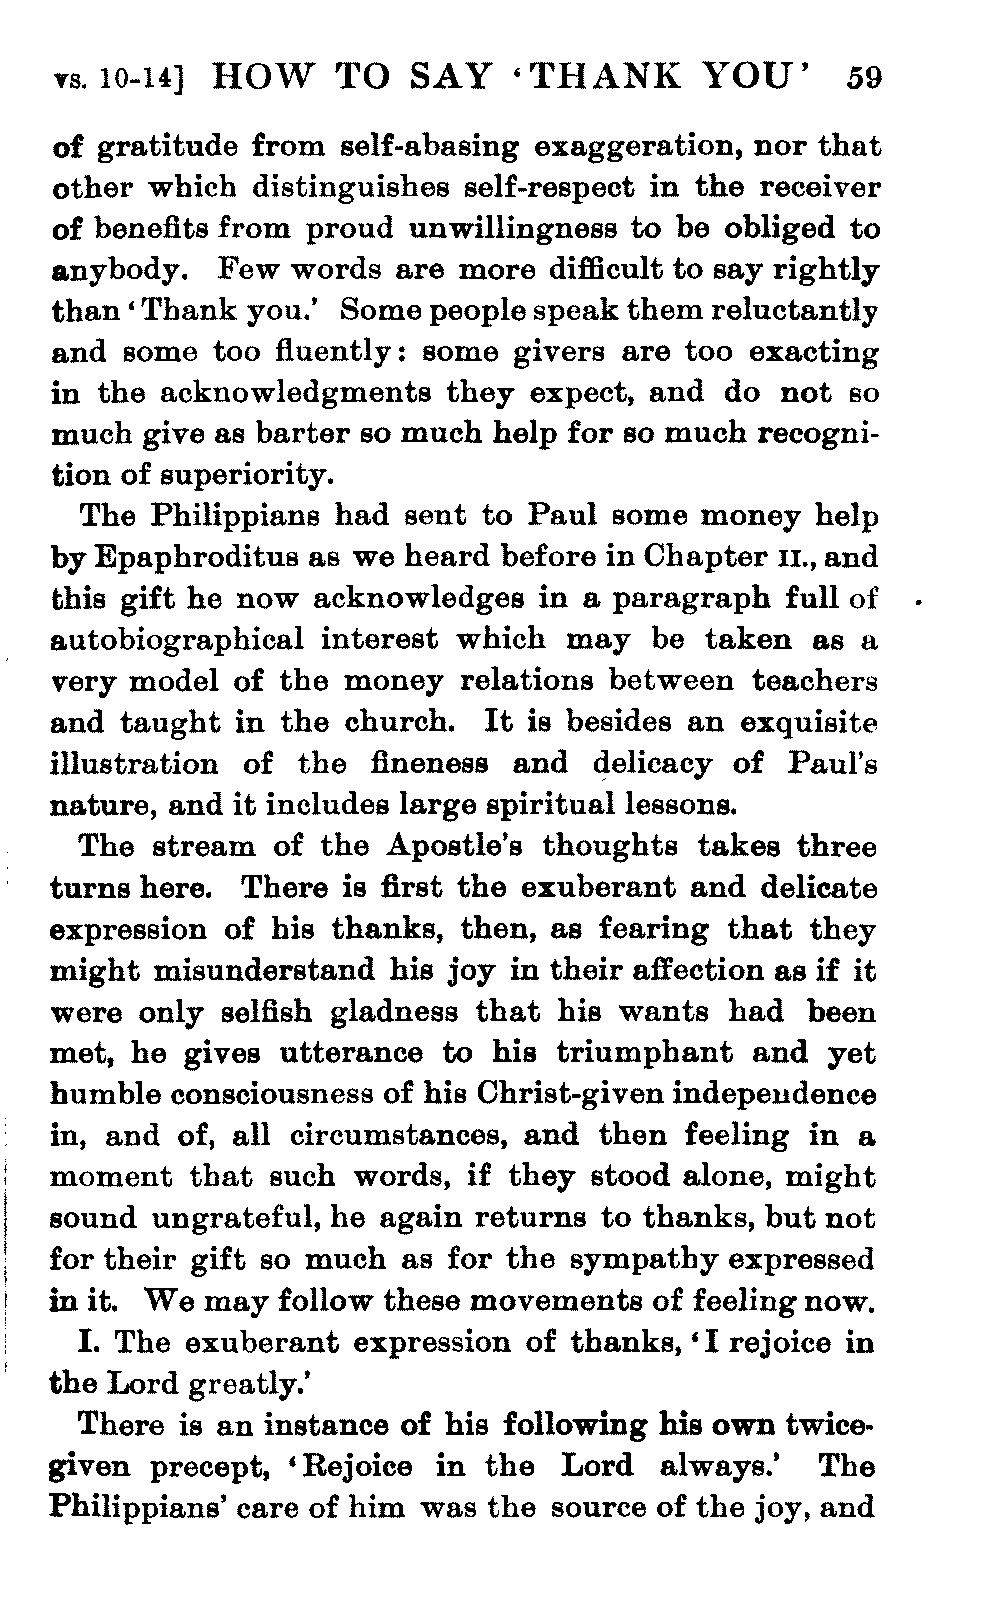 vs. 10-14] HOW TO SAY ‘THANK YOU’ 59
of gratitude from self-abasing exaggeration, nor that
other which distinguishes self-respect in the receiver
of benefits from proud unwillingness to be obliged to
anybody. Few words are more difficult to say rightly
than ‘Thank you.’ Some people speak them reluctantly
and some too fluently: some givers are too exacting
in the acknowledgments they expect, and do not so
much give as barter so much help for so much recogni-
tion of superiority.
The Philippians had sent to Paul some money help
by Epaphroditus as we heard before in Chapter II., and
this gift he now acknowledges in a paragraph full of
autobiographical interest which may be taken as a
very model of the money relations between teachers
and taught in the church. It is besides an exquisite
illustration of the fineness and delicacy of Paul's
nature, and it includes large spiritual lessons.
The stream of the Apostle's thoughts takes three
turns here. There is first the exuberant and delicate
expression of his thanks, then, as fearing that they
might misunderstand his joy in their affection as if it
were only selfish gladness that his wants had been
met, he gives utterance to his triumphant and yet
humble consciousness of his Christ-given independence
in, and of, all circumstances, and then feeling in a
moment that such words, if they stood alone, might
sound ungrateful, he again returns to thanks, but not
for their gift so much as for the sympathy expressed
in it. We may follow these movements of feeling now.
I. The exuberant expression of thanks, ‘I rejoice in
the Lord greatly.’
There is an instance of his following his own twice-
given precept, ‘Rejoice in the Lord always.’ The
Philippians’ care of him was the source of the joy, and